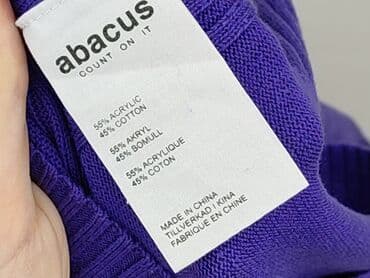 abacus
COUNT ON IT
55% ACRYLIC
45% COTTON
55% AKRYL
45% BOMULL
55% ACRYLIQUE
45% COTON
MADE IN CHINA
TILLVERKAD I KINA
FABRIQUE EN CHINE